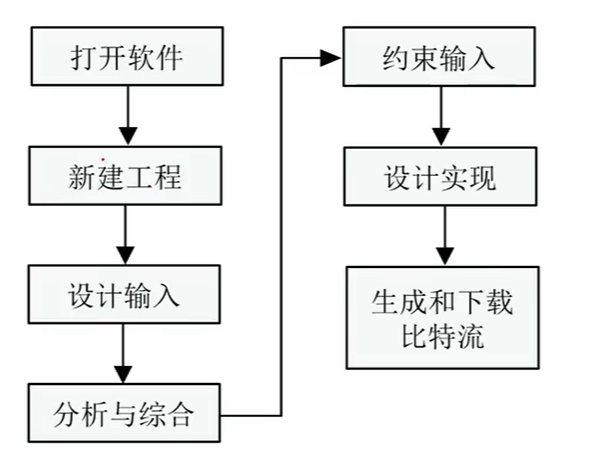 打开软件
新建工程
设计输入
分析与综合
约束输入
设计实现
生成和下载
比特流